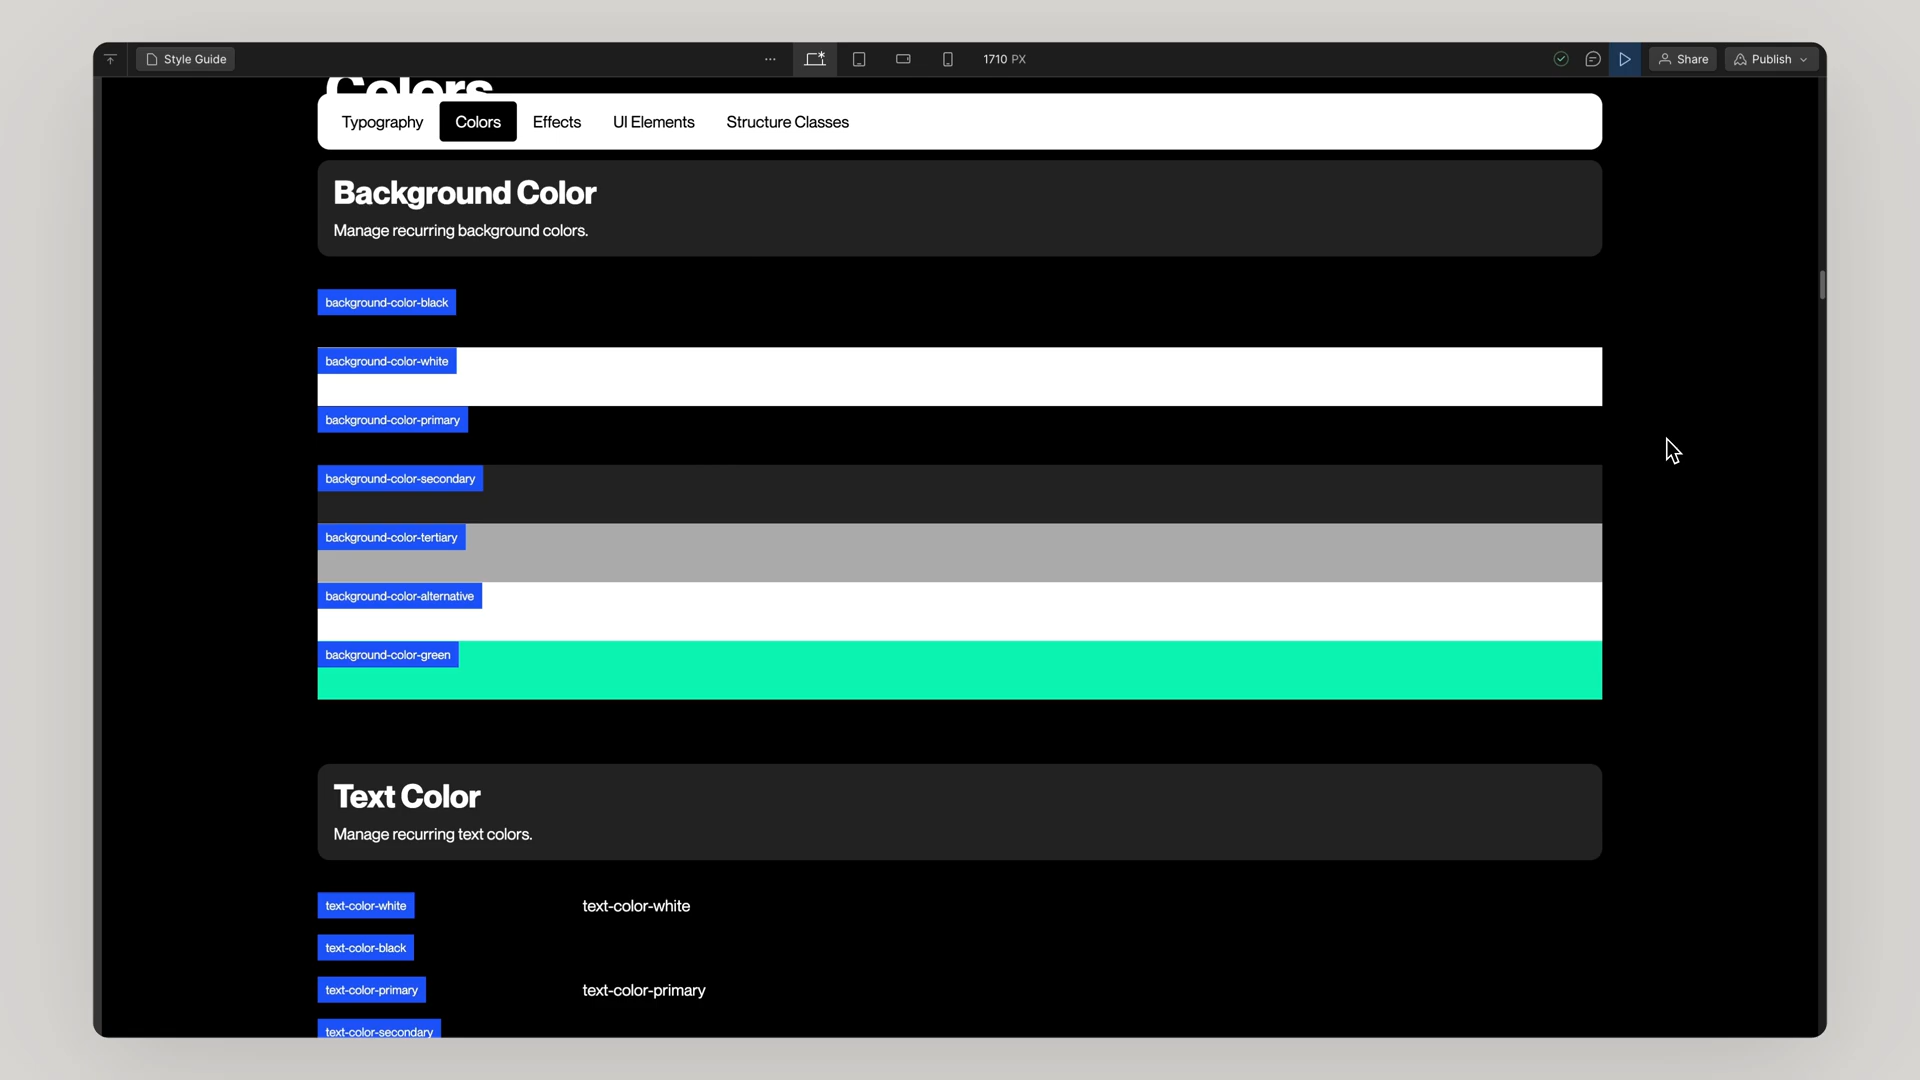 Style Guide
1710 PX
Share
Publish
Colors
Typography
Colors
Effects
UI Elements
Structure Classes
Background Color
Manage recurring background colors.
background-color-black
background-color-white
background-color-primary
background-color-secondary
background-color-tertiary
background-color-alternative
background-color-green
Text Color
Manage recurring text colors.
text-color-white
text-color-white
text-color-black
text-color-primary
text-color-primary
text-color-secondary